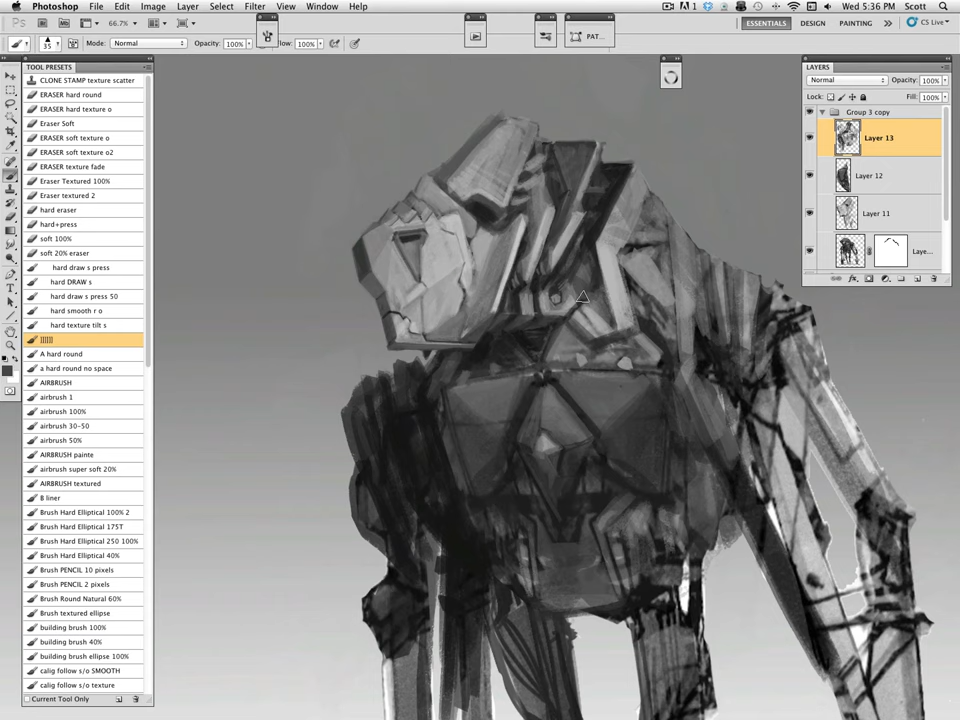 Photoshop File Edit Image Layer Select Filter View Window Help
1 Wed 5:36 PM Scott
Ps Br Mb 66.7% ESSENTIALS DESIGN PAINTING CS Live
35 Mode: Normal Opacity: 100% low: 100% PAT...
TOOL PRESETS
CLONE STAMP texture scatter
ERASER hard round
ERASER hard texture o
Eraser Soft
ERASER soft texture o
ERASER soft texture o2
ERASER texture fade
Eraser Textured 100%
Eraser textured 2
hard eraser
hard+press
soft 100%
soft 20% eraser
hard draw s press
hard DRAW s
hard draw s press 50
hard smooth r o
hard texture tilt s
]]]]]]
A hard round
a hard round no space
AIRBRUSH
airbrush 1
airbrush 100%
airbrush 30-50
airbrush 50%
AIRBRUSH painte
airbrush super soft 20%
AIRBRUSH textured
B liner
Brush Hard Elliptical 100% 2
Brush Hard Elliptical 175T
Brush Hard Elliptical 250 100%
Brush Hard Elliptical 40%
Brush PENCIL 10 pixels
Brush PENCIL 2 pixels
Brush Round Natural 60%
Brush textured ellipse
building brush 100%
building brush 40%
building brush ellipse 100%
calig follow s/o SMOOTH
calig follow s/o texture
Current Tool Only
LAYERS
Normal Opacity: 100%
Lock: Fill: 100%
Group 3 copy
Layer 13
Layer 12
Layer 11
Laye...
fx